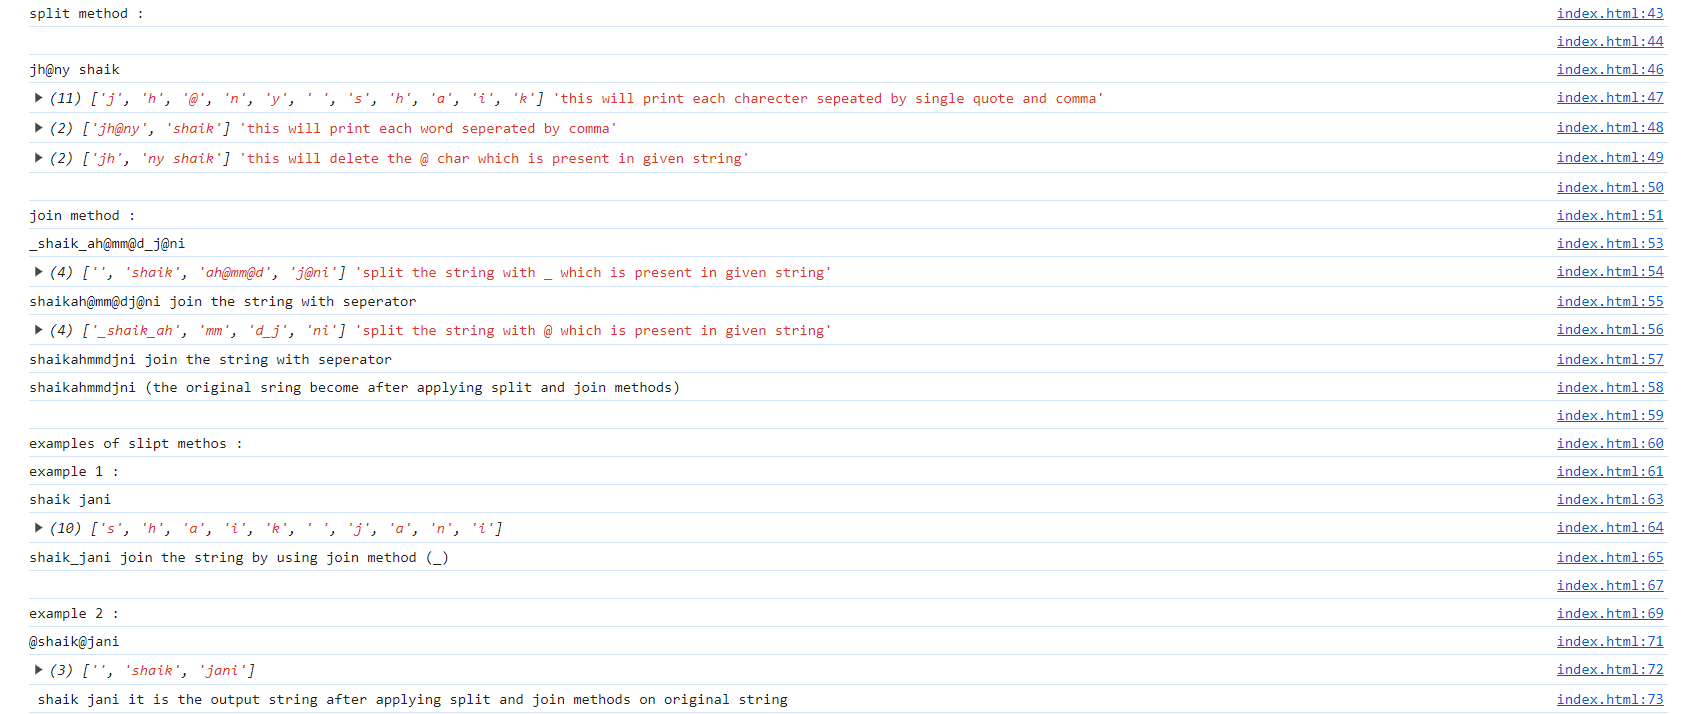 split method : index.html:43
index.html:44
jh@ny shaik index.html:46
(11) ['j', 'h', '@', 'n', 'y', ' ', 's', 'h', 'a', 'i', 'k'] 'this will print each charecter sepeated by single quote and comma' index.html:47
(2) ['jh@ny', 'shaik'] 'this will print each word seperated by comma' index.html:48
(2) ['jh', 'ny shaik'] 'this will delete the @ char which is present in given string' index.html:49
index.html:50
join method : index.html:51
_shaik_ah@mm@d_j@ni index.html:53
(4) ['', 'shaik', 'ah@mm@d', 'j@ni'] 'split the string with _ which is present in given string' index.html:54
shaikah@mm@dj@ni join the string with seperator index.html:55
(4) ['_shaik_ah', 'mm', 'd_j', 'ni'] 'split the string with @ which is present in given string' index.html:56
shaikahmmdjni join the string with seperator index.html:57
shaikahmmdjni (the original sring become after applying split and join methods) index.html:58
index.html:59
examples of slipt methos : index.html:60
example 1 : index.html:61
shaik jani index.html:63
(10) ['s', 'h', 'a', 'i', 'k', ' ', 'j', 'a', 'n', 'i'] index.html:64
shaik_jani join the string by using join method (_) index.html:65
index.html:67
example 2 : index.html:69
@shaik@jani index.html:71
(3) ['', 'shaik', 'jani'] index.html:72
shaik jani it is the output string after applying split and join methods on original string index.html:73